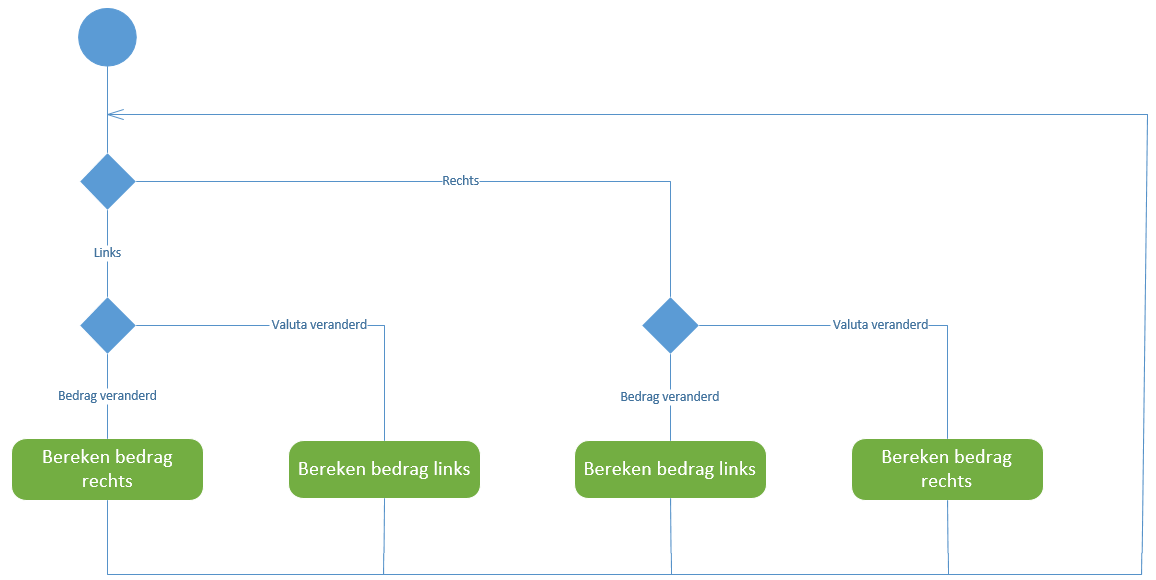 Rechts
Links
Valuta veranderd
Valuta veranderd
Bedrag veranderd
Bedrag veranderd
Bereken bedrag
rechts
Bereken bedrag links
Bereken bedrag links
Bereken bedrag
rechts